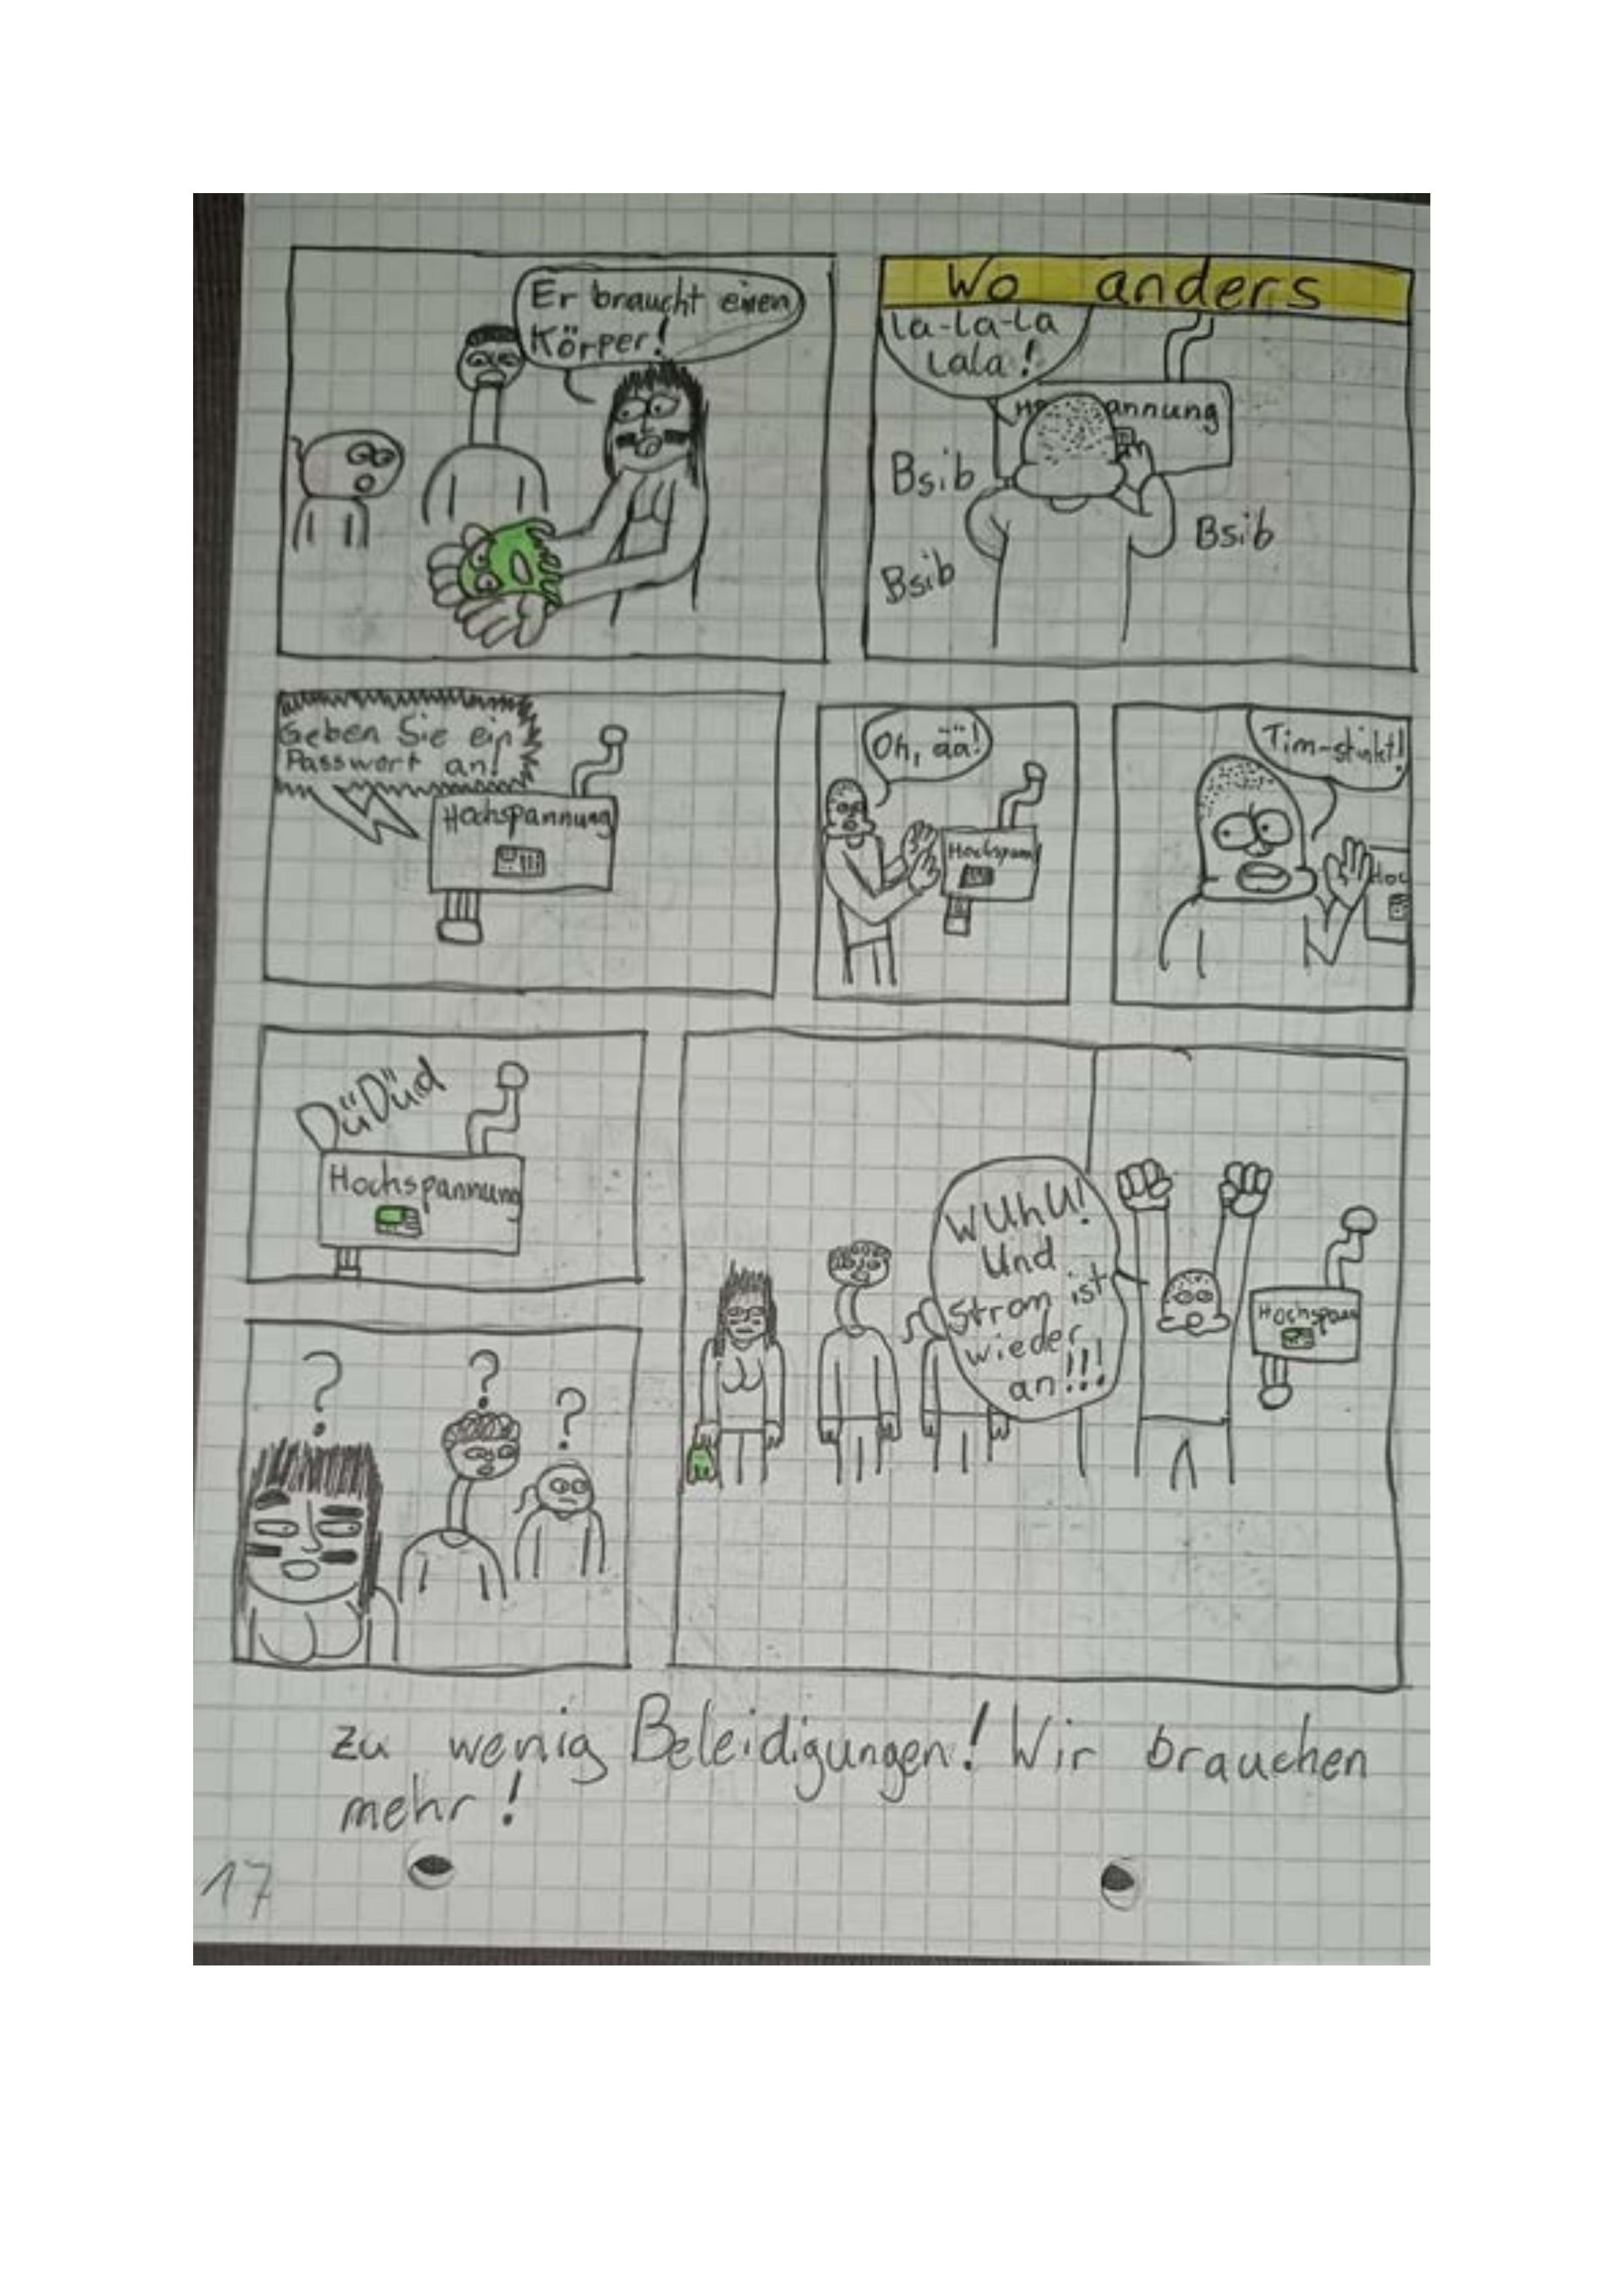 Er braucht einen
Körper!
Wo anders
La-La-La
Lala!
annung
Bsib
Bsib
Bsib
Geben Sie ein
Passwort an!
Hochspannung
Oh, ää!
Hochspann
Tim-stinkt!
Hoc
DüDüd
Hochspannung
WUhU!
Und
Strom ist
wieder
an!!!
Hochspann
?
?
?
zu wenig Beleidigungen! Wir brauchen
mehr!
17